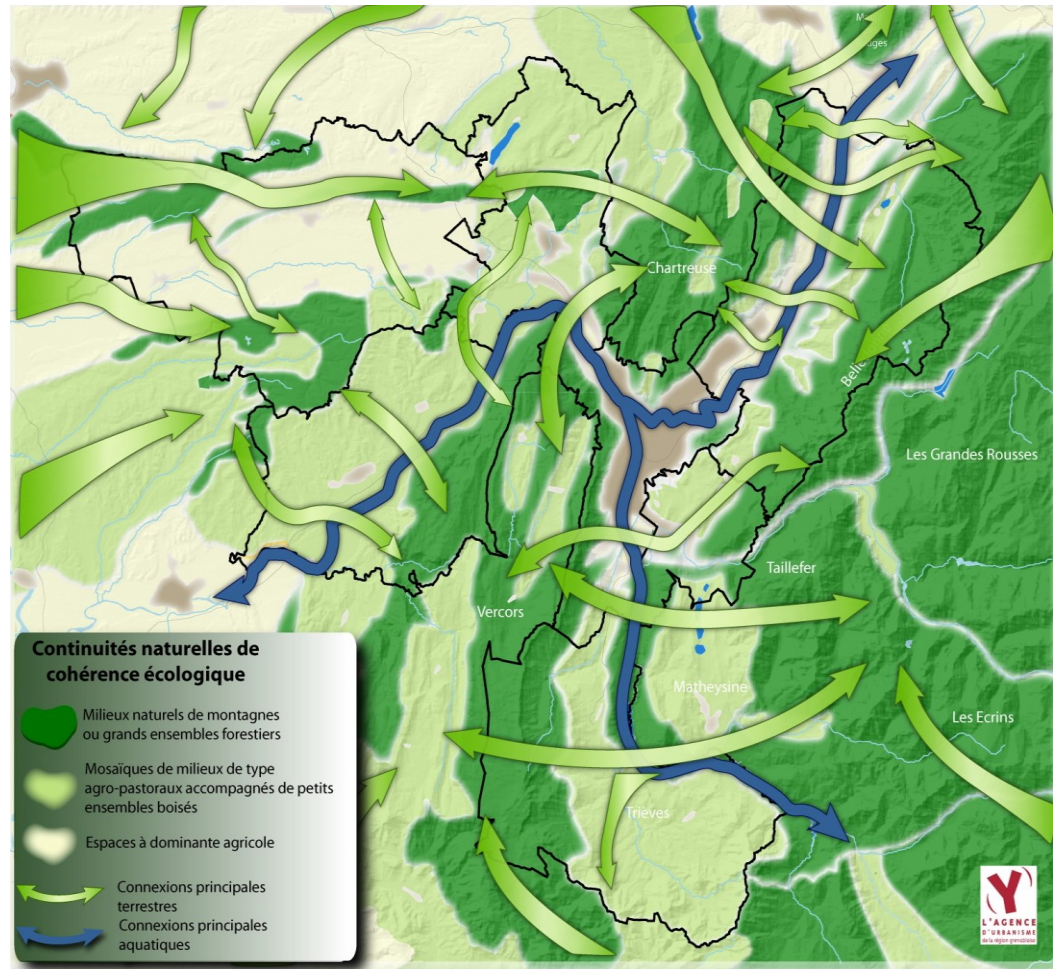 M
uges
Chartreuse
Belle
Les Grandes Rousses
Taillefer
Vercors
Matheysine
Les Ecrins
Trièves
Continuités naturelles de
cohérence écologique
Milieux naturels de montagnes
ou grands ensembles forestiers
Mosaïques de milieux de type
agro-pastoraux accompagnés de petits
ensembles boisés
Espaces à dominante agricole
Connexions principales
terrestres
Connexions principales
aquatiques
Y
L'AGENCE
D'URBANISME
de la région grenobloise